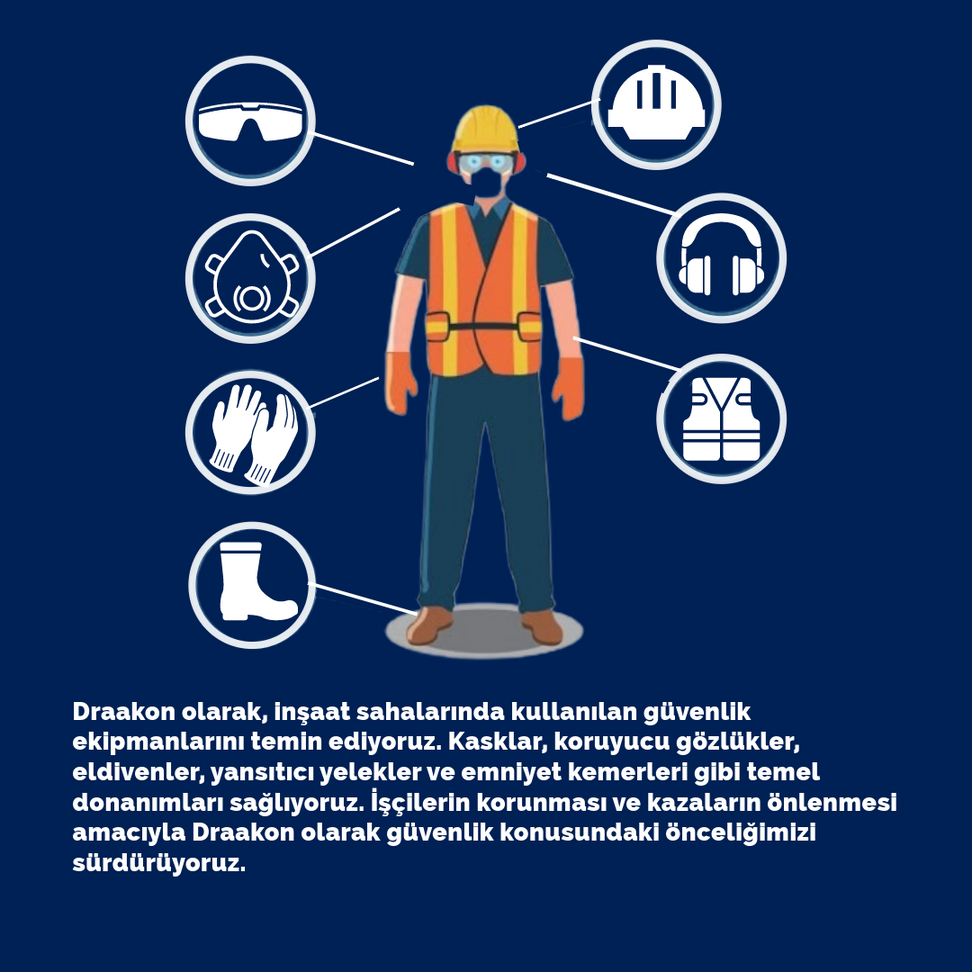 Draakon olarak, inşaat sahalarında kullanılan güvenlik
ekipmanlarını temin ediyoruz. Kasklar, koruyucu gözlükler,
eldivenler, yansıtıcı yelekler ve emniyet kemerleri gibi temel
donanımları sağlıyoruz. İşçilerin korunması ve kazaların önlenmesi
amacıyla Draakon olarak güvenlik konusundaki önceliğimizi
sürdürüyoruz.